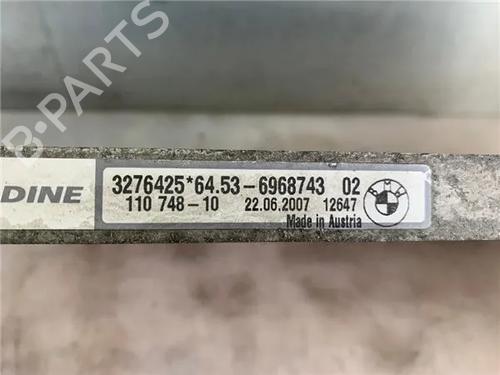 B-PARTS
DINE
3276425*64.53-6968743 02
110 748-10 22.06.2007 12647
Made in Austria
BMW